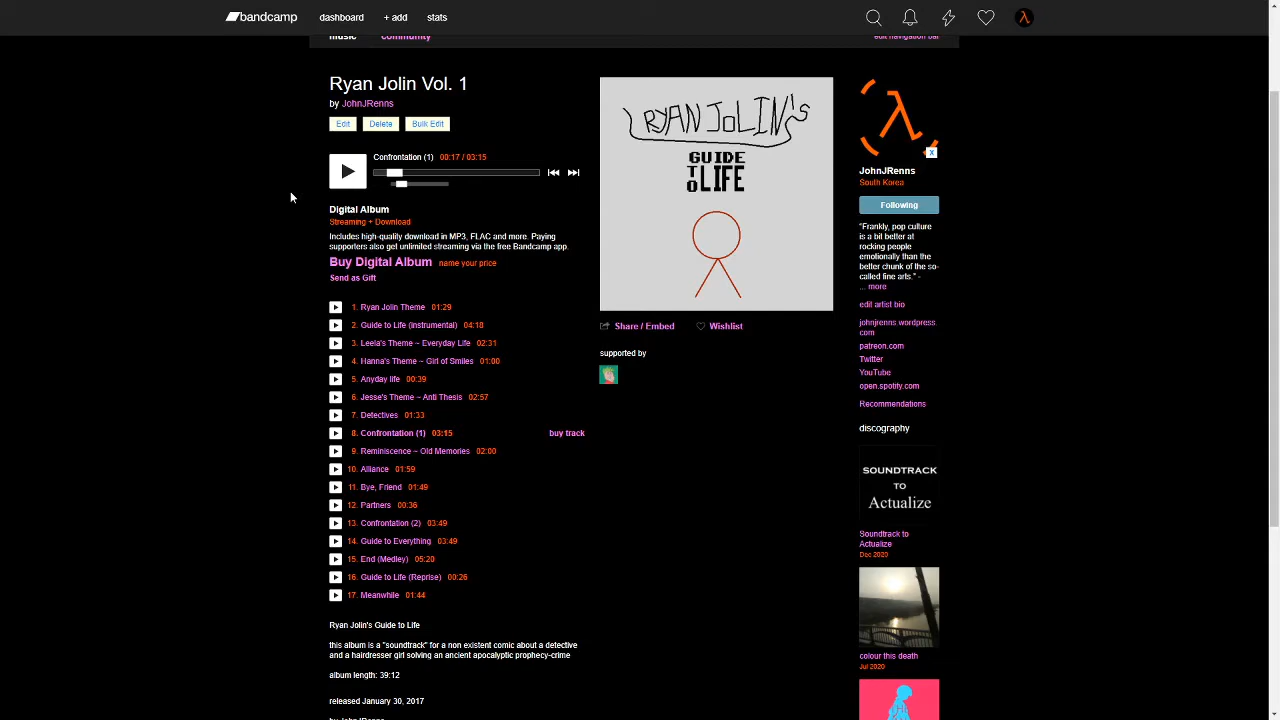 bandcamp dashboard + add stats
music community edit navigation bar
Ryan Jolin Vol. 1
by JohnJRenns
Edit Delete Bulk Edit
Confrontation (1) 00:17 / 03:15
Digital Album
Streaming + Download
Includes high-quality download in MP3, FLAC and more. Paying
supporters also get unlimited streaming via the free Bandcamp app.
Buy Digital Album name your price
Send as Gift
1. Ryan Jolin Theme 01:29
2. Guide to Life (Instrumental) 04:18
3. Leela's Theme ~ Everyday Life 02:31
4. Hanna's Theme ~ Girl of Smiles 01:00
5. Anyday life 00:39
6. Jesse's Theme ~ Anti Thesis 02:57
7. Detectives 01:33
8. Confrontation (1) 03:15 buy track
9. Reminiscence ~ Old Memories 02:00
10. Alliance 01:59
11. Bye, Friend 01:49
12. Partners 00:36
13. Confrontation (2) 03:49
14. Guide to Everything 03:49
15. End (Medley) 05:20
16. Guide to Life (Reprise) 00:26
17. Meanwhile 01:44
Ryan Jolin's Guide to Life
this album is a "soundtrack" for a non existent comic about a detective
and a hairdresser girl solving an ancient apocalyptic prophecy-crime
album length: 39:12
released January 30, 2017
by JohnJRenns
RYAN JOLIN'S
GUIDE
TO LIFE
Share / Embed Wishlist
supported by
λ
x
JohnJRenns
South Korea
Following
"Frankly, pop culture
is a bit better at
rocking people
emotionally than the
better chunk of the so-
called fine arts." -
... more
edit artist bio
johnjrenns.wordpress.
com
patreon.com
Twitter
YouTube
open.spotify.com
Recommendations
discography
SOUNDTRACK
TO
Actualize
Soundtrack to
Actualize
Dec 2020
colour this death
Jul 2020